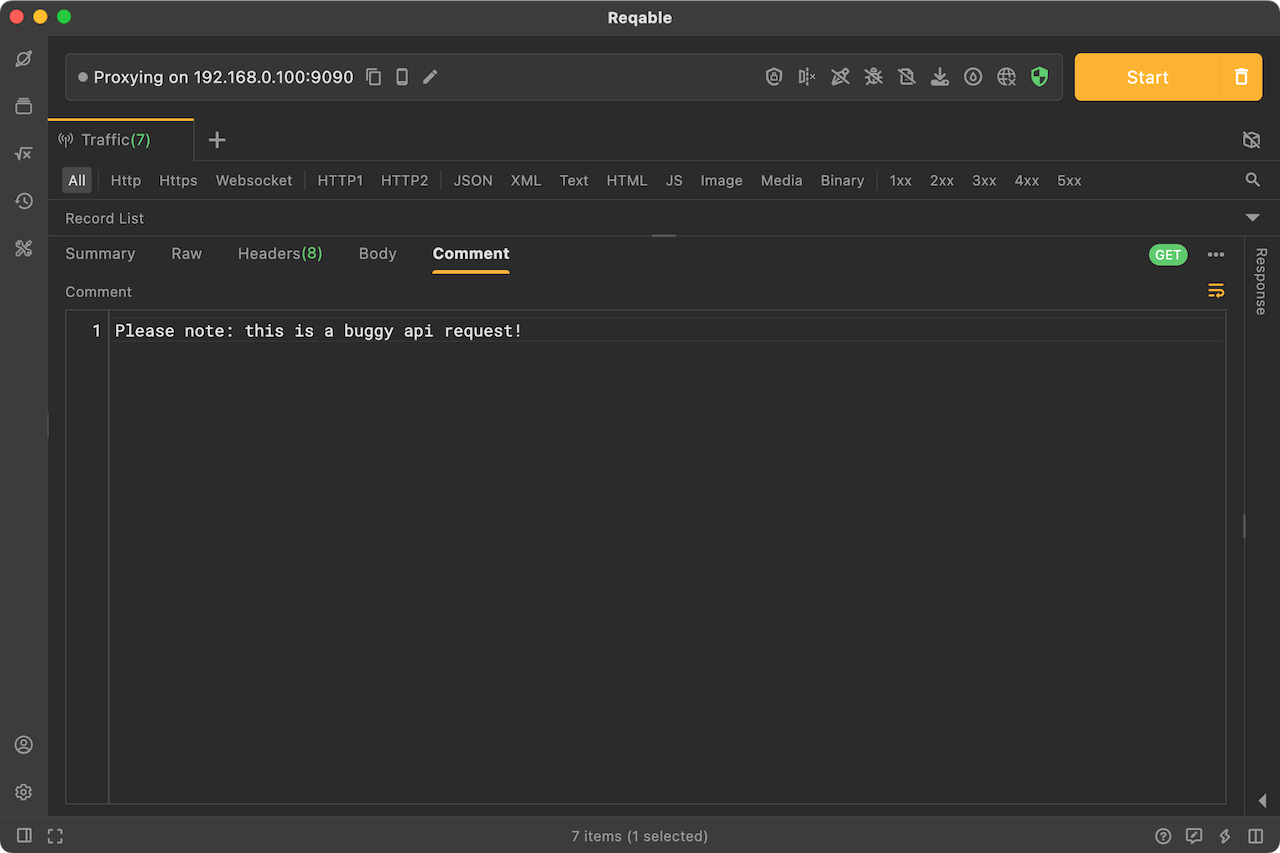 Reqable
Proxying on 192.168.0.100:9090
Start
Traffic(7)
All Http Https Websocket HTTP1 HTTP2 JSON XML Text HTML JS Image Media Binary 1xx 2xx 3xx 4xx 5xx
Record List
Summary Raw Headers(8) Body Comment GET
Response
Comment
1 Please note: this is a buggy api request!
7 items (1 selected)